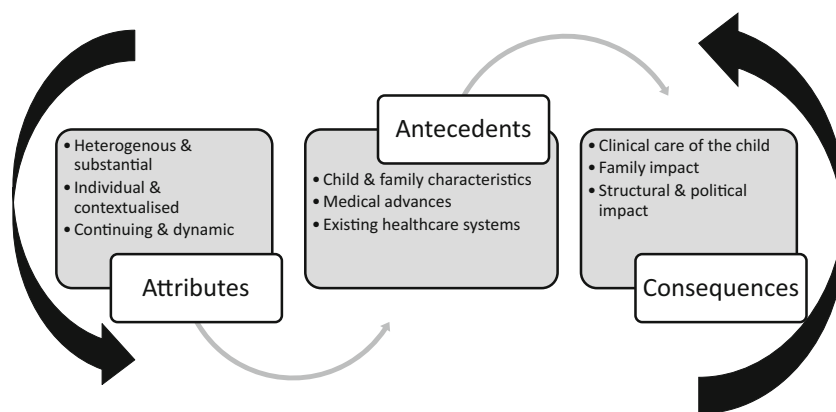 • Heterogenous &
substantial
• Individual &
contextualised
• Continuing & dynamic
Attributes
Antecedents
• Child & family characteristics
• Medical advances
• Existing healthcare systems
• Clinical care of the child
• Family impact
• Structural & political
impact
Consequences